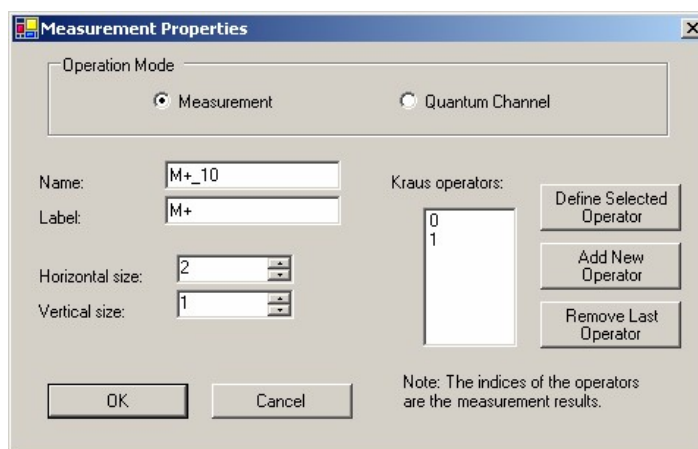 Measurement Properties
Operation Mode
Measurement
Quantum Channel
Name:
M+_10
Label:
M+
Horizontal size:
2
Vertical size:
1
Kraus operators:
0
1
Define Selected
Operator
Add New
Operator
Remove Last
Operator
Note: The indices of the operators
are the measurement results.
OK
Cancel